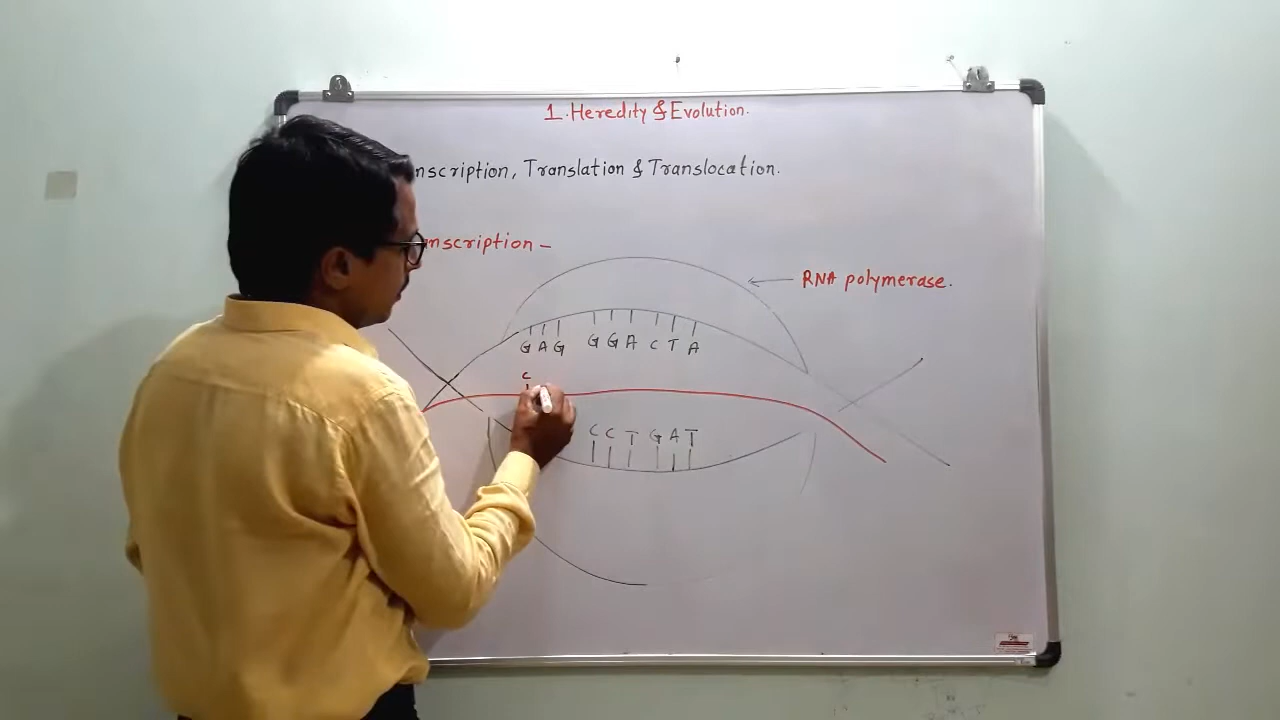 1. Heredity & Evolution.
nscription, Translation & Translocation.
nscription –
RNA polymerase.
G A G G G A C T A
C
C C T G A T